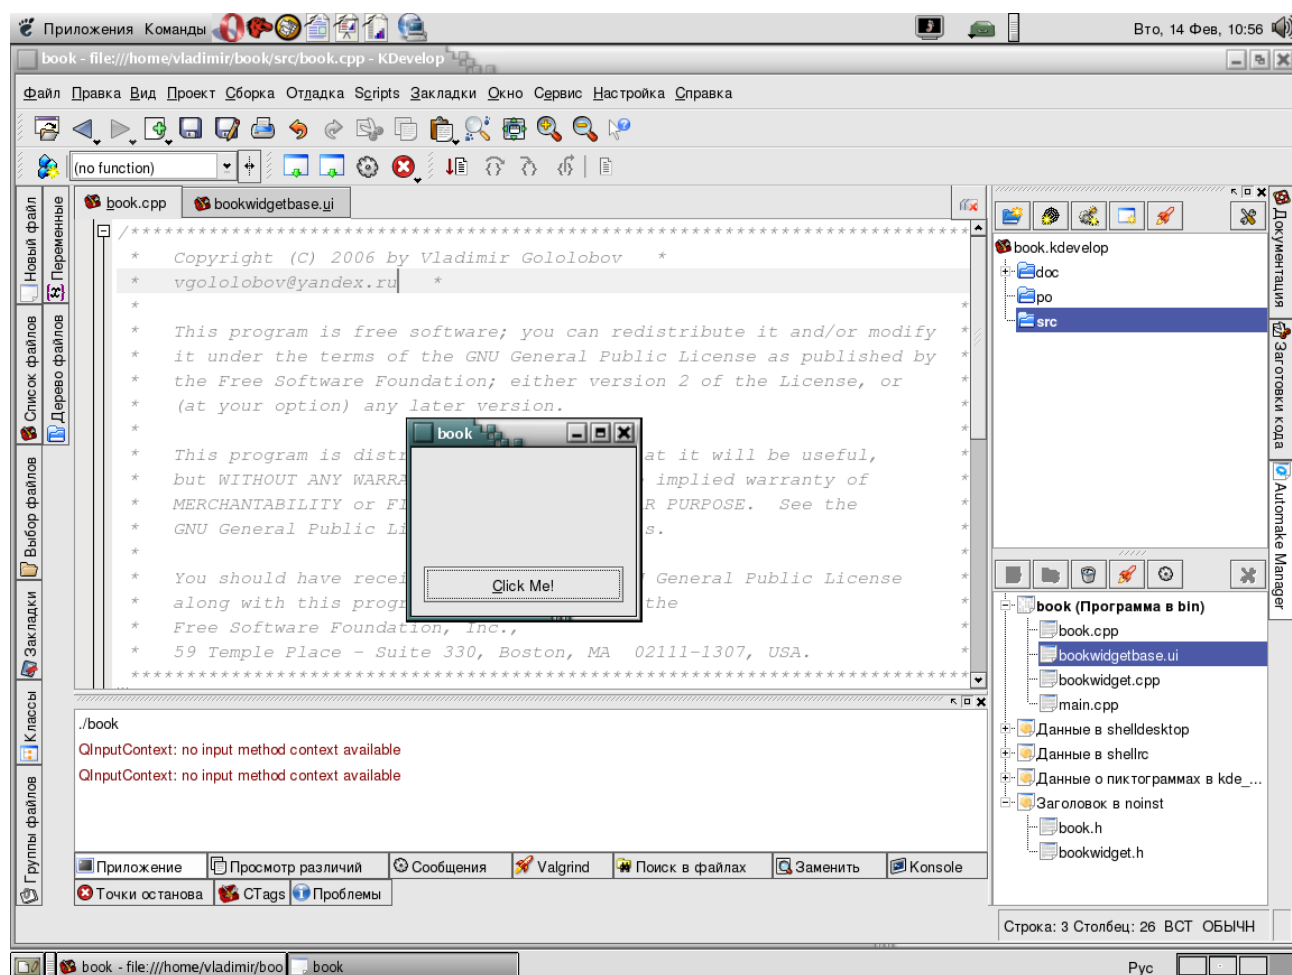 Приложения Команды
Вто, 14 Фев, 10:56
book - file:///home/vladimir/book/src/book.cpp - KDevelop
Файл Правка Вид Проект Сборка Отладка Scripts Закладки Окно Сервис Настройка Справка
(no function)
Новый файл
Переменные
Список файлов
Дерево файлов
Выбор файлов
Закладки
Классы
Группы файлов
book.cpp
bookwidgetbase.ui
/***************************************************************************
* Copyright (C) 2006 by Vladimir Gololobov *
* vgololobov@yandex.ru *
* *
* This program is free software; you can redistribute it and/or modify *
* it under the terms of the GNU General Public License as published by *
* the Free Software Foundation; either version 2 of the License, or *
* (at your option) any later version. *
* *
* This program is distr at it will be useful, *
* but WITHOUT ANY WARRA implied warranty of *
* MERCHANTABILITY or FI R PURPOSE. See the *
* GNU General Public Li s. *
* *
* You should have recei General Public License *
* along with this progr the *
* Free Software Foundation, Inc., *
* 59 Temple Place - Suite 330, Boston, MA 02111-1307, USA. *
***************************************************************************
book
Click Me!
./book
QInputContext: no input method context available
QInputContext: no input method context available
Приложение
Просмотр различий
Сообщения
Valgrind
Поиск в файлах
Заменить
Konsole
Точки останова
CTags
Проблемы
book.kdevelop
doc
po
src
book (Программа в bin)
book.cpp
bookwidgetbase.ui
bookwidget.cpp
main.cpp
Данные в shelldesktop
Данные в shellrc
Данные о пиктограммах в kde_...
Заголовок в noinst
book.h
bookwidget.h
Документация
Заготовки кода
Automake Manager
Строка: 3 Столбец: 26 ВСТ ОБЫЧН
book - file:///home/vladimir/boo
book
Рус